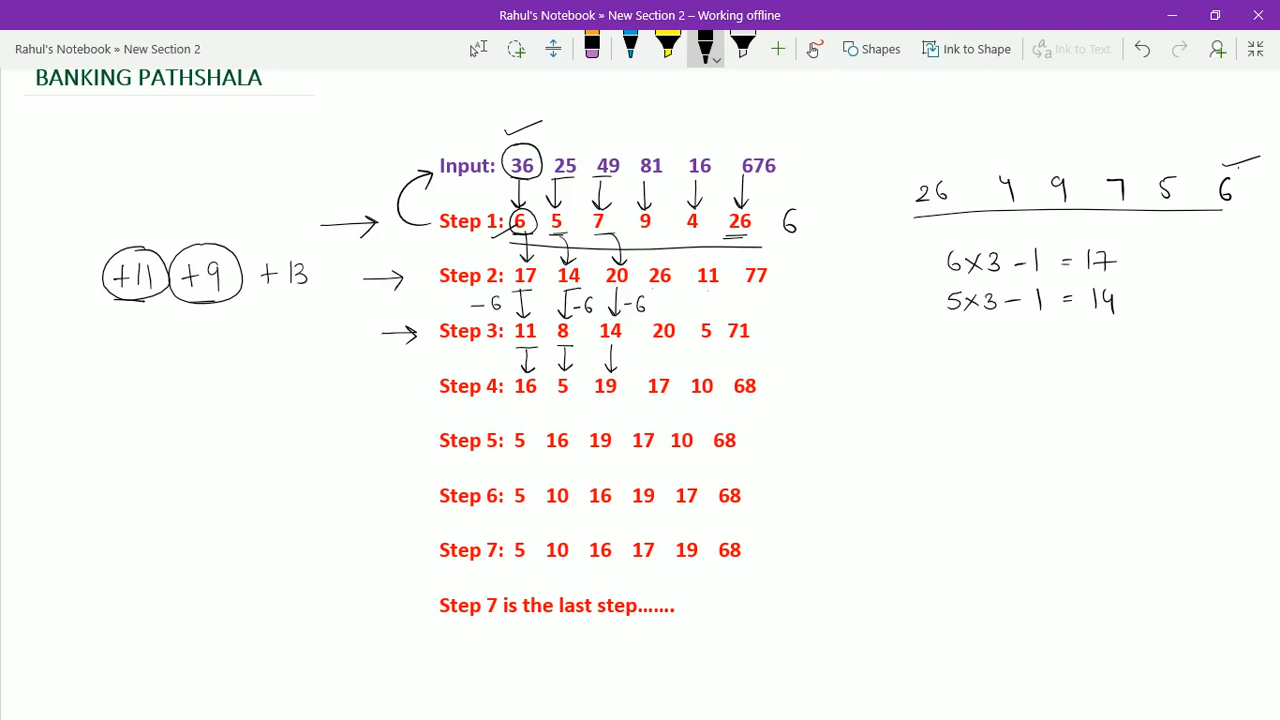 Rahul's Notebook » New Section 2 – Working offline
Rahul's Notebook » New Section 2
Shapes
Ink to Shape
Ink to Text
BANKING PATHSHALA
Input: 36 25 49 81 16 676
Step 1: 6 5 7 9 4 26 6
Step 2: 17 14 20 26 11 77
-6 -6 -6
Step 3: 11 8 14 20 5 71
Step 4: 16 5 19 17 10 68
Step 5: 5 16 19 17 10 68
Step 6: 5 10 16 19 17 68
Step 7: 5 10 16 17 19 68
Step 7 is the last step.......
+11 +9 +13
26 4 9 7 5 6
6×3 -1 = 17
5×3 - 1 = 14